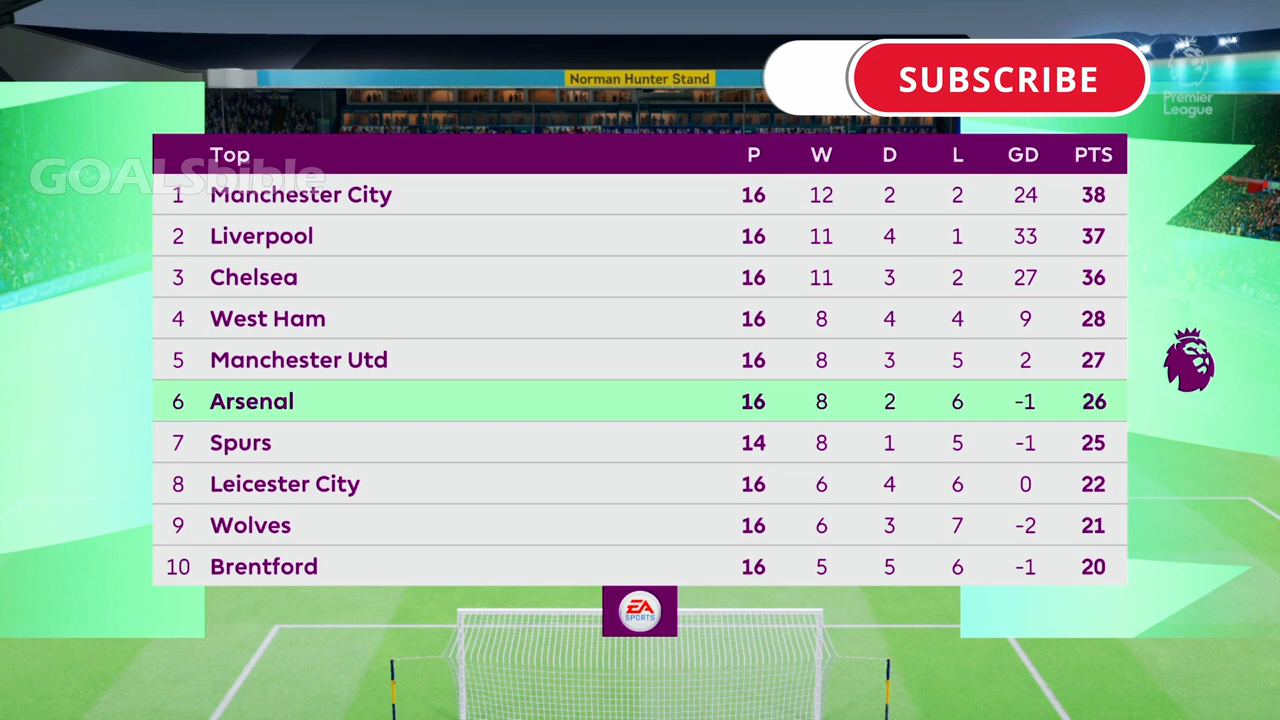 Norman Hunter Stand
SUBSCRIBE
Premier
League
GOALSbible
Top P W D L GD PTS
1 Manchester City 16 12 2 2 24 38
2 Liverpool 16 11 4 1 33 37
3 Chelsea 16 11 3 2 27 36
4 West Ham 16 8 4 4 9 28
5 Manchester Utd 16 8 3 5 2 27
6 Arsenal 16 8 2 6 -1 26
7 Spurs 14 8 1 5 -1 25
8 Leicester City 16 6 4 6 0 22
9 Wolves 16 6 3 7 -2 21
10 Brentford 16 5 5 6 -1 20
EA
SPORTS